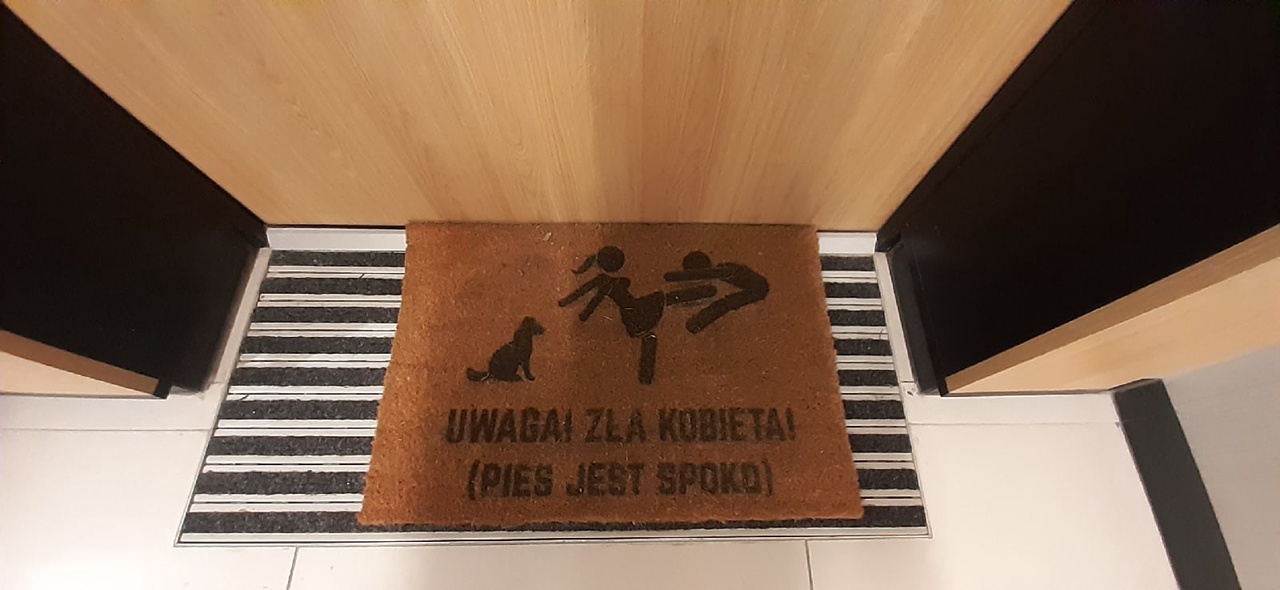 UWAGA! ZŁA KOBIETA!
(PIES JEST SPOKO)